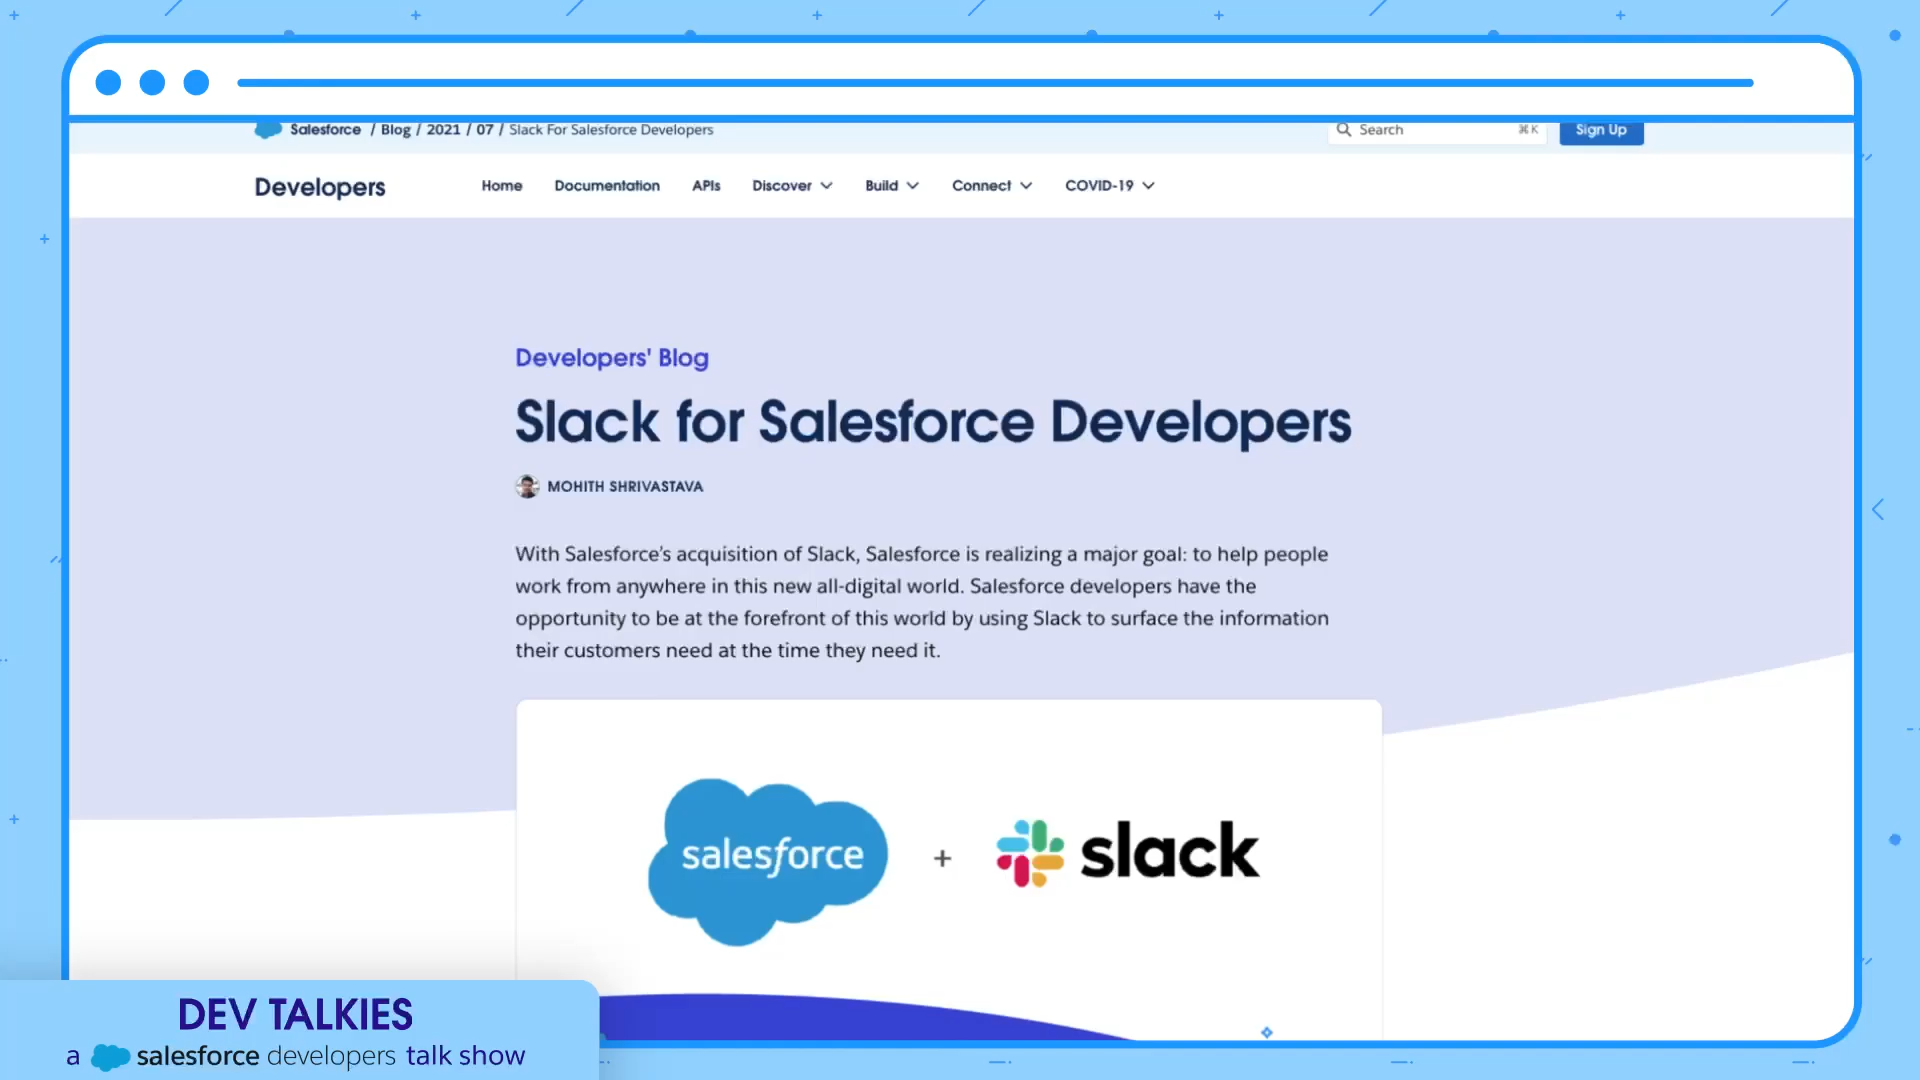 Salesforce / Blog / 2021 / 07 / Slack For Salesforce Developers
Search ⌘K
Sign Up
Developers
Home Documentation APIs Discover Build Connect COVID-19
Developers' Blog
Slack for Salesforce Developers
MOHITH SHRIVASTAVA
With Salesforce’s acquisition of Slack, Salesforce is realizing a major goal: to help people
work from anywhere in this new all-digital world. Salesforce developers have the
opportunity to be at the forefront of this world by using Slack to surface the information
their customers need at the time they need it.
salesforce + slack
DEV TALKIES
a salesforce developers talk show